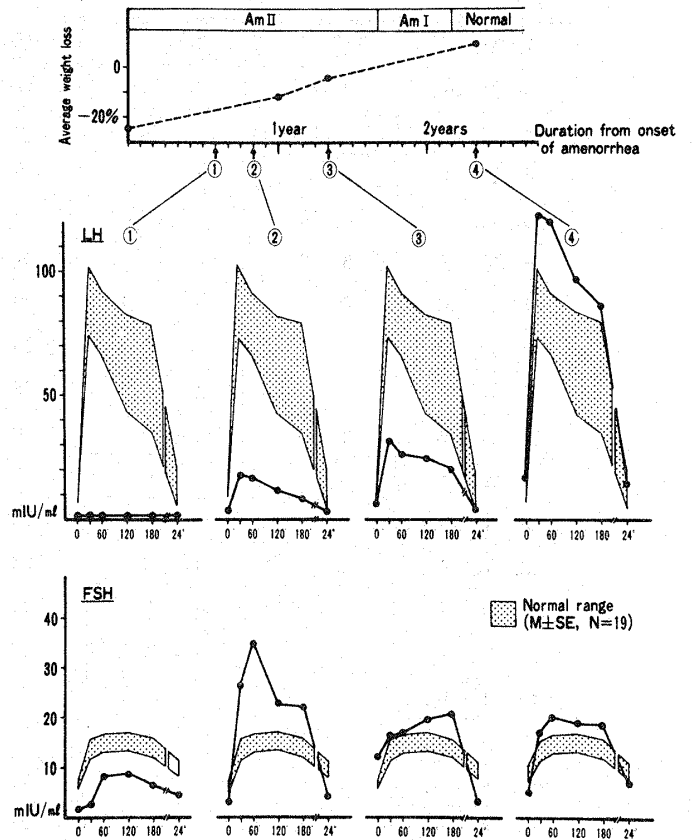 Am II Am I Normal
Average weight loss
0
-20%
1year 2years
Duration from onset of amenorrhea
① ② ③ ④
① ② ③ ④
LH
100
50
mIU/ml
0 60 120 180 24' 0 60 120 180 24' 0 60 120 180 24' 0 60 120 180 24'
FSH
Normal range
(M±SE, N=19)
40
30
20
10
mIU/ml
0 60 120 180 24' 0 60 120 180 24' 0 60 120 180 24' 0 60 120 180 24'